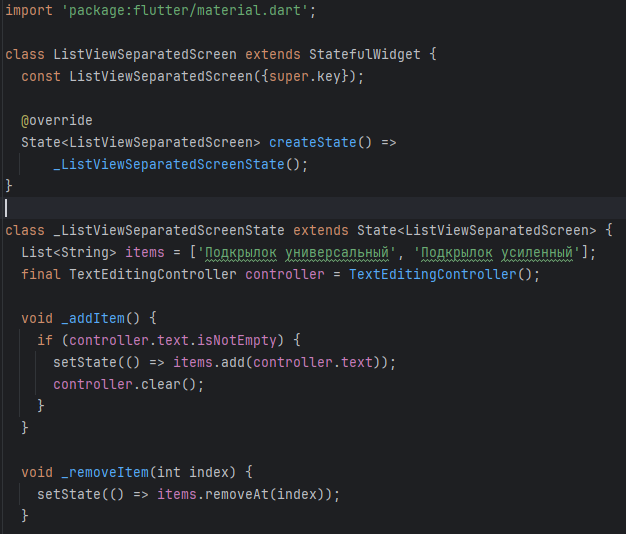 import 'package:flutter/material.dart';
class ListViewSeparatedScreen extends StatefulWidget {
const ListViewSeparatedScreen({super.key});
@override
State<ListViewSeparatedScreen> createState() =>
_ListViewSeparatedScreenState();
}
class _ListViewSeparatedScreenState extends State<ListViewSeparatedScreen> {
List<String> items = ['Подкрылок универсальный', 'Подкрылок усиленный'];
final TextEditingController controller = TextEditingController();
void _addItem() {
if (controller.text.isNotEmpty) {
setState(() => items.add(controller.text));
controller.clear();
}
}
void _removeItem(int index) {
setState(() => items.removeAt(index));
}